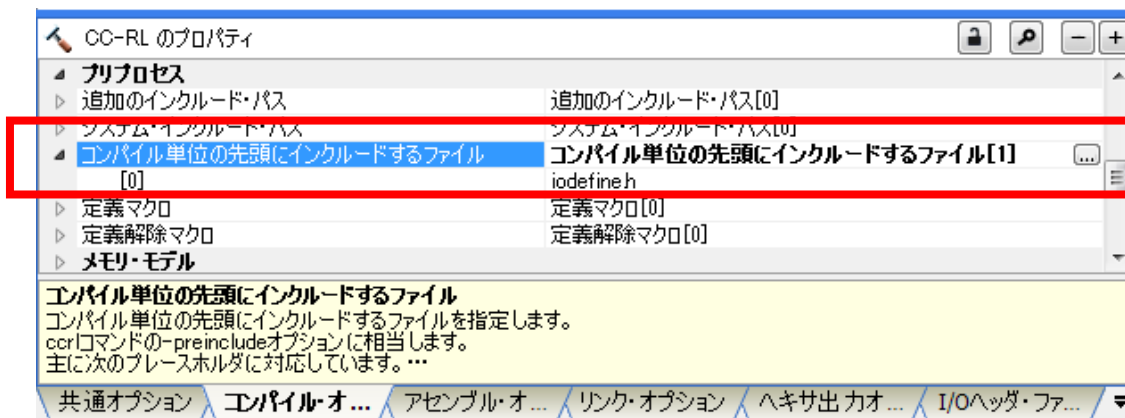 CC-RL のプロパティ
プリプロセス
追加のインクルード・パス 追加のインクルード・パス[0]
システム・インクルード・パス システム・インクルード・パス[0]
コンパイル単位の先頭にインクルードするファイル コンパイル単位の先頭にインクルードするファイル[1] ...
[0] iodefine.h
定義マクロ 定義マクロ[0]
定義解除マクロ 定義解除マクロ[0]
メモリ・モデル
コンパイル単位の先頭にインクルードするファイル
コンパイル単位の先頭にインクルードするファイルを指定します。
ccrlコマンドの-preincludeオプションに相当します。
主に次のプレースホルダに対応しています。…
共通オプション コンパイル・オ... アセンブル・オ... リンク・オプション ヘキサ出力オ... I/Oヘッダ・ファ...